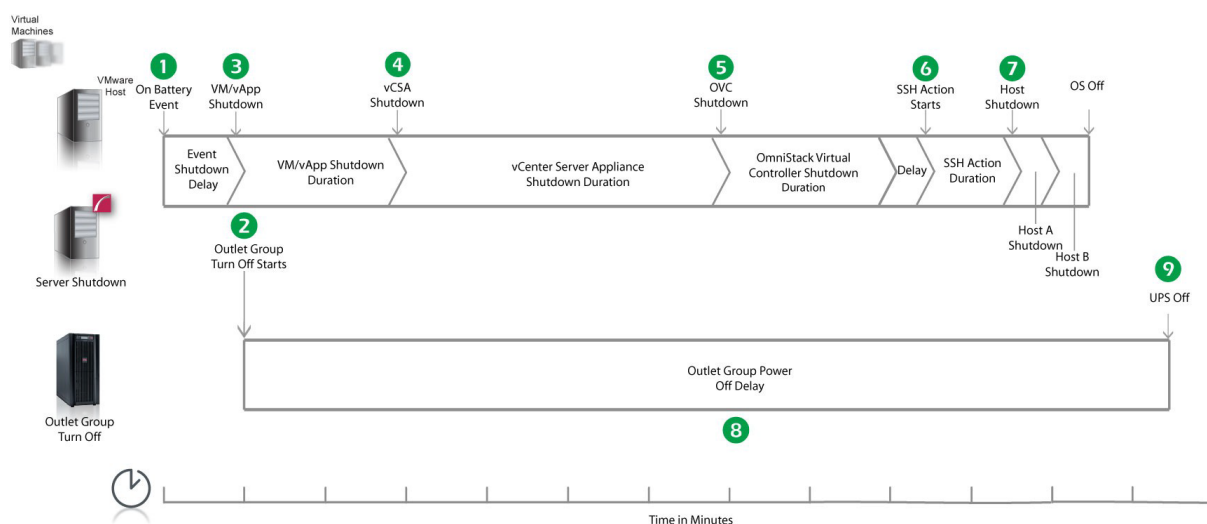 Virtual
Machines
VMware
Host
1
On Battery
Event
3
VM/vApp
Shutdown
4
vCSA
Shutdown
5
OVC
Shutdown
6
SSH Action
Starts
7
Host
Shutdown
OS Off
Event
Shutdown
Delay
VM/vApp Shutdown
Duration
vCenter Server Appliance
Shutdown Duration
OmniStack Virtual
Controller Shutdown
Duration
Delay
SSH Action
Duration
Host A
Shutdown
Host B
Shutdown
Server Shutdown
2
Outlet Group
Turn Off Starts
9
UPS Off
Outlet Group Power
Off Delay
8
Outlet Group
Turn Off
Time in Minutes